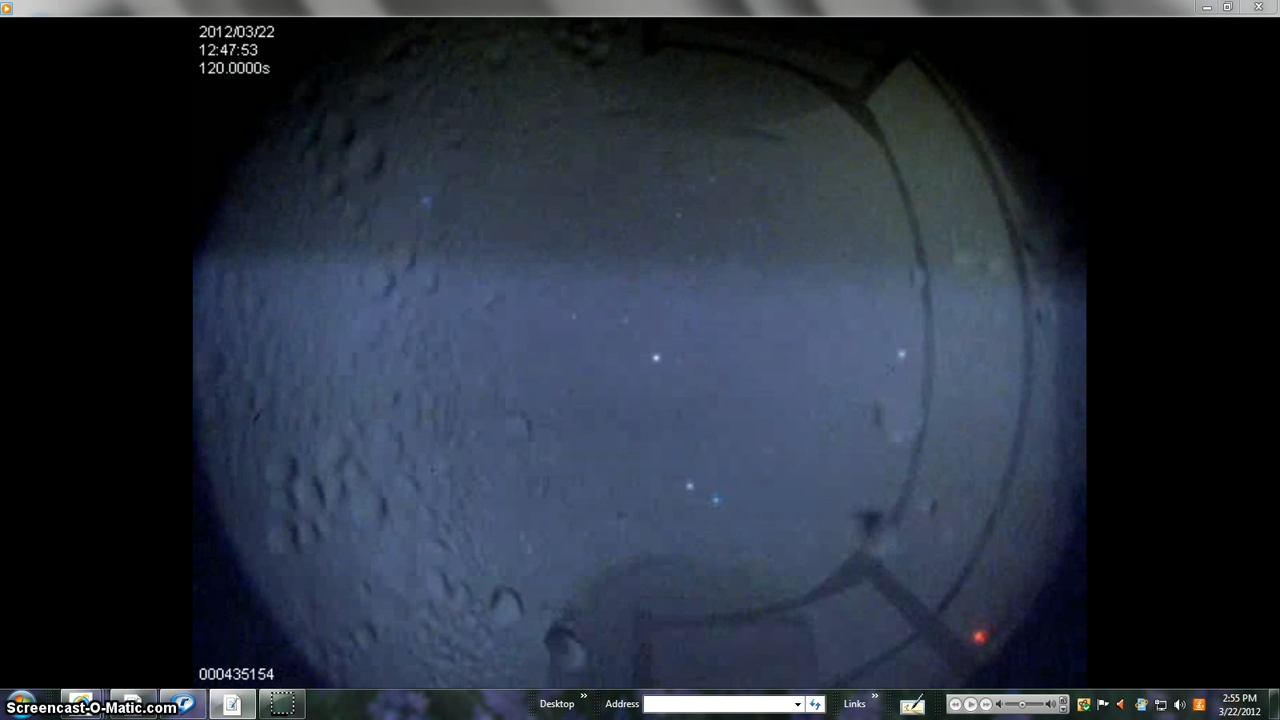 2012/03/22
12:47:53
120.0000s
000435154
Desktop
Address
Links
2:55 PM
3/22/2012
Screencast-O-Matic.com